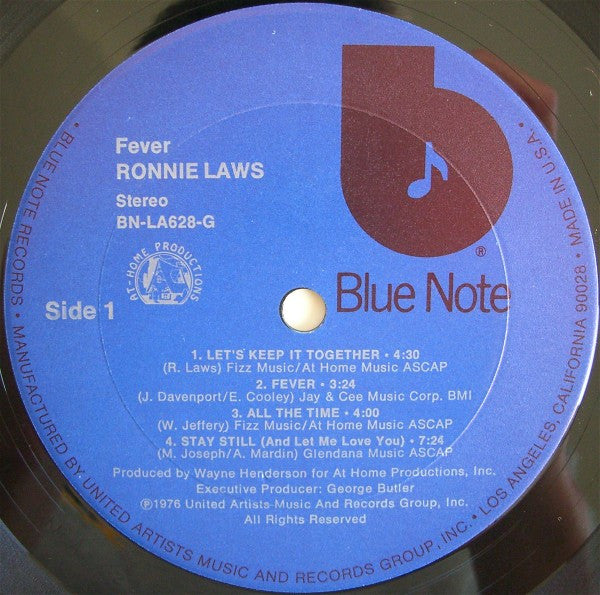 Fever
RONNIE LAWS
Stereo
BN-LA628-G
AT-HOME PRODUCTIONS
Side 1
®
Blue Note
1. LET'S KEEP IT TOGETHER • 4:30
(R. Laws) Fizz Music/At Home Music ASCAP
2. FEVER • 3:24
(J. Davenport/E. Cooley) Jay & Cee Music Corp. BMI
3. ALL THE TIME • 4:00
(W. Jeffery) Fizz Music/At Home Music ASCAP
4. STAY STILL (And Let Me Love You) • 7:24
(M. Joseph/A. Mardin) Glendana Music ASCAP
Produced by Wayne Henderson for At Home Productions, Inc.
Executive Producer: George Butler
℗1976 United Artists Music And Records Group, Inc.
All Rights Reserved
• BLUE NOTE RECORDS • MANUFACTURED BY UNITED ARTISTS MUSIC AND RECORDS GROUP, INC. • LOS ANGELES, CALIFORNIA 90028 • MADE IN U.S.A. •